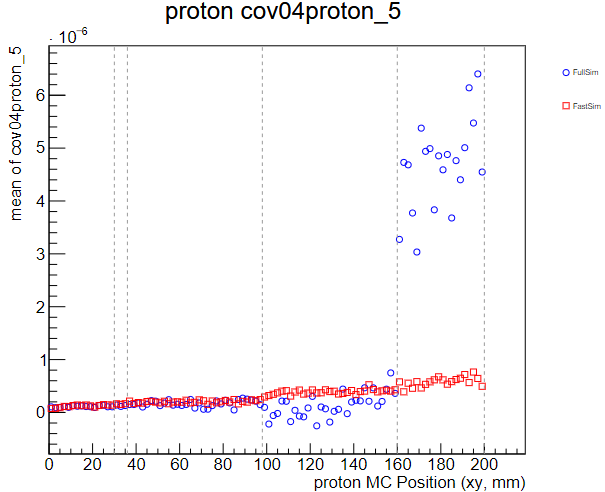 proton cov04proton_5
· 10⁻⁶
mean of cov04proton_5
6
5
4
3
2
1
0
0 20 40 60 80 100 120 140 160 180 200
proton MC Position (xy, mm)
FullSim
FastSim